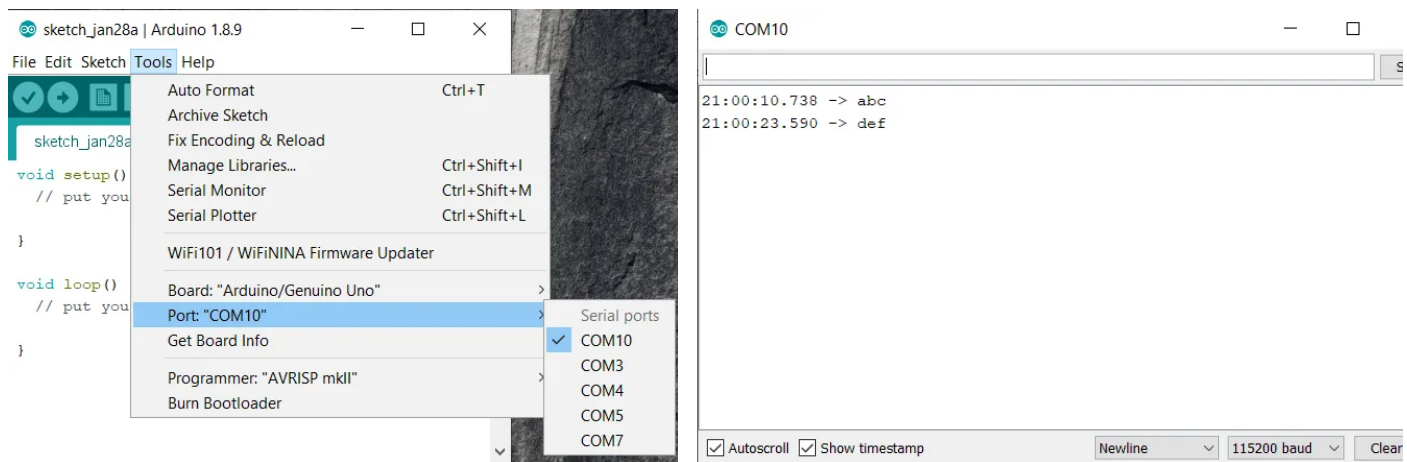 sketch_jan28a | Arduino 1.8.9
File Edit Sketch Tools Help
Auto Format Ctrl+T
Archive Sketch
Fix Encoding & Reload
Manage Libraries... Ctrl+Shift+I
Serial Monitor Ctrl+Shift+M
Serial Plotter Ctrl+Shift+L
WiFi101 / WiFiNINA Firmware Updater
Board: "Arduino/Genuino Uno"
Port: "COM10"
Get Board Info
Programmer: "AVRISP mkII"
Burn Bootloader
sketch_jan28a
void setup()
// put you
}
void loop()
// put you
}
Serial ports
COM10
COM3
COM4
COM5
COM7
COM10
S
21:00:10.738 -> abc
21:00:23.590 -> def
Autoscroll Show timestamp Newline 115200 baud Clear